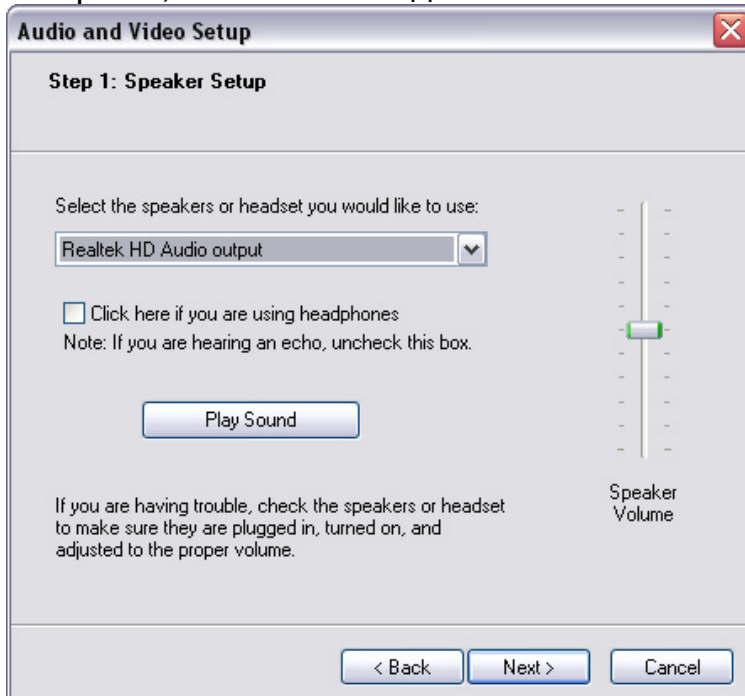 Audio and Video Setup
Step 1: Speaker Setup
Select the speakers or headset you would like to use:
Realtek HD Audio output
Click here if you are using headphones
Note: If you are hearing an echo, uncheck this box.
Play Sound
If you are having trouble, check the speakers or headset
to make sure they are plugged in, turned on, and
adjusted to the proper volume.
Speaker
Volume
< Back
Next >
Cancel